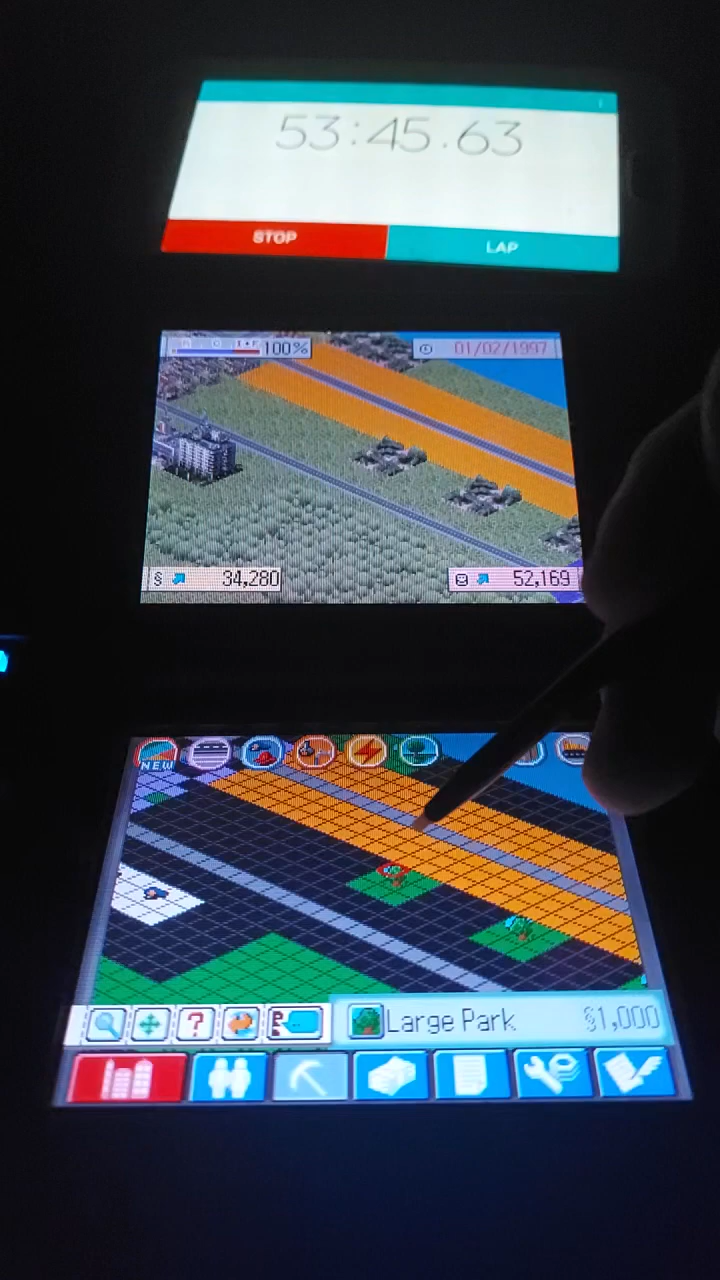 53:45.63
STOP
LAP
R C I•F 100%
01/02/1997
§ 34,280
52,169
NEW
?
Large Park §1,000